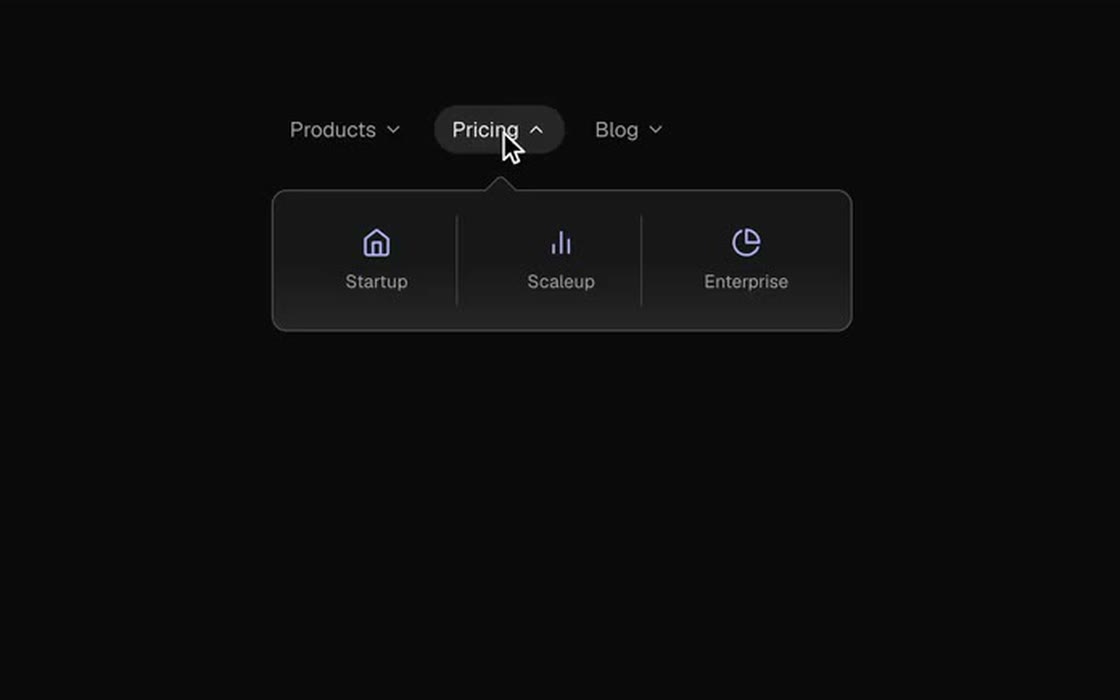 Products
Pricing
Blog
Startup
Scaleup
Enterprise